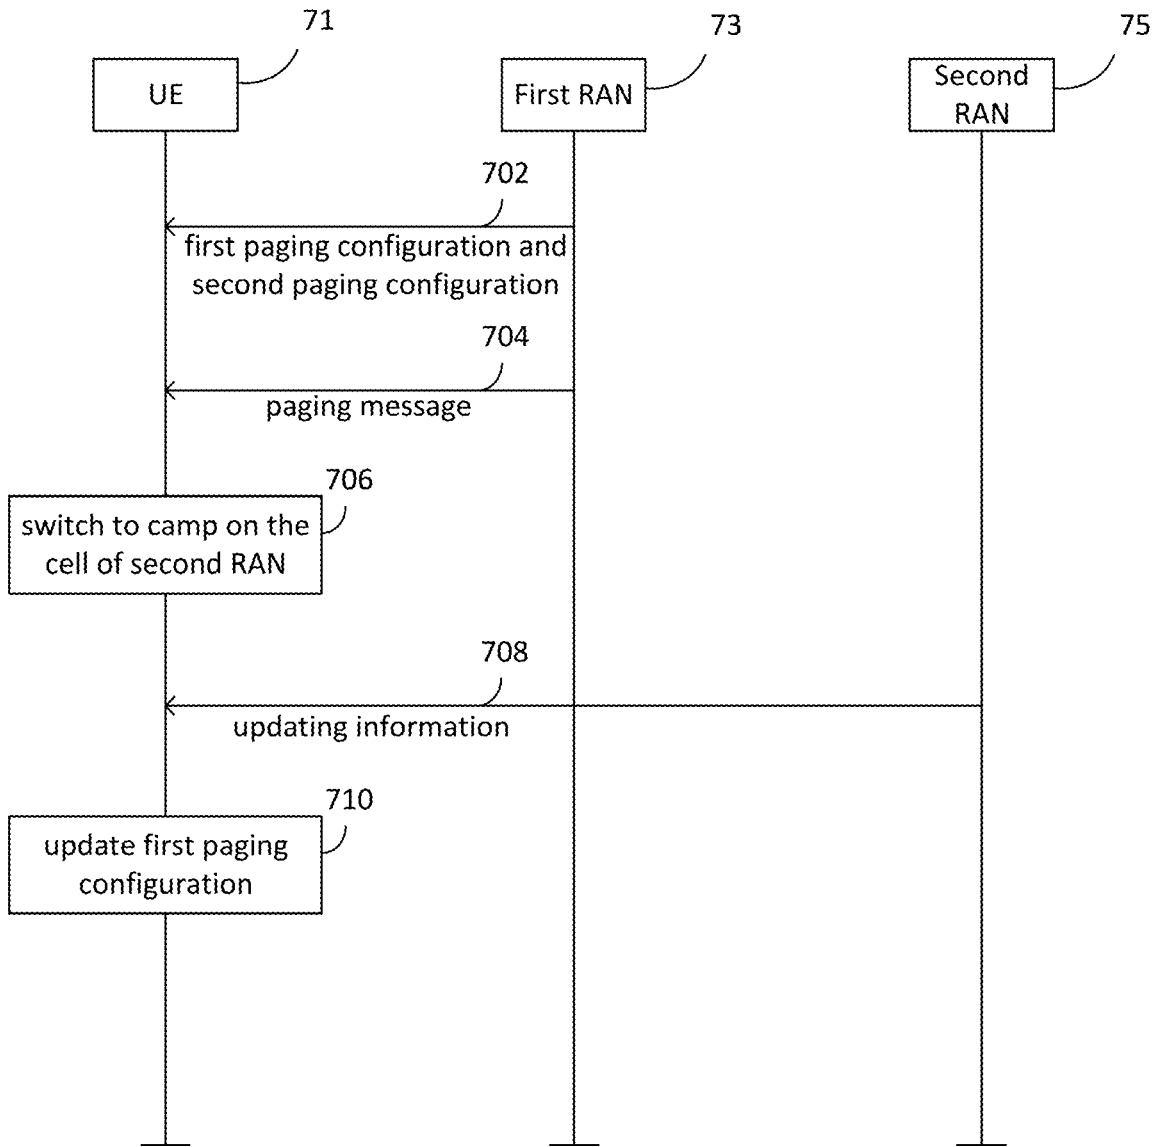 71
73
75
UE
First RAN
Second
RAN
702
first paging configuration and
second paging configuration
704
paging message
706
switch to camp on the
cell of second RAN
708
updating information
710
update first paging
configuration